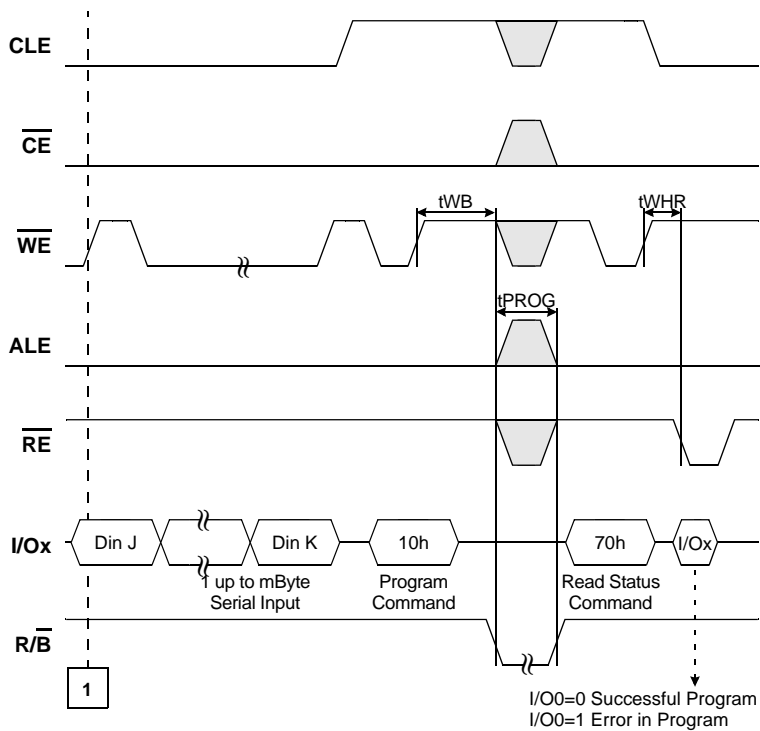 CLE
CE
tWB
tWHR
WE
tPROG
ALE
RE
I/Ox
Din J
Din K
10h
70h
I/Ox
1 up to mByte
Serial Input
Program
Command
Read Status
Command
R/B
1
I/O0=0 Successful Program
I/O0=1 Error in Program